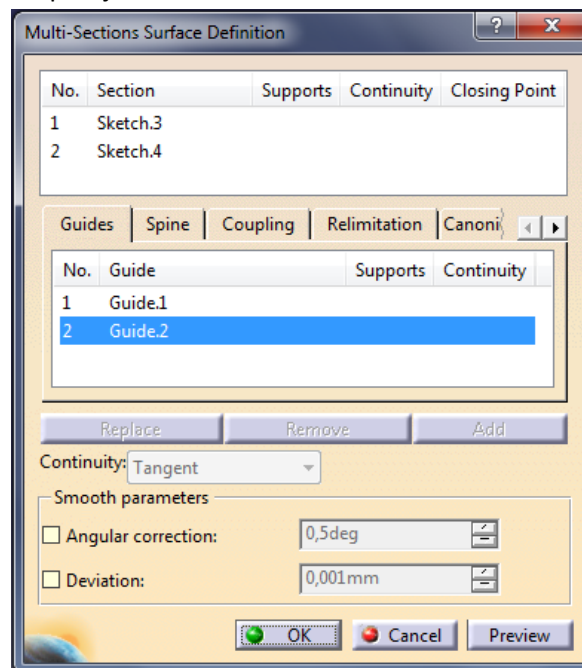 Multi-Sections Surface Definition
No. Section Supports Continuity Closing Point
1 Sketch.3
2 Sketch.4
Guides Spine Coupling Relimitation Canoni
No. Guide Supports Continuity
1 Guide.1
2 Guide.2
Replace Remove Add
Continuity: Tangent
Smooth parameters
Angular correction: 0,5deg
Deviation: 0,001mm
OK Cancel Preview